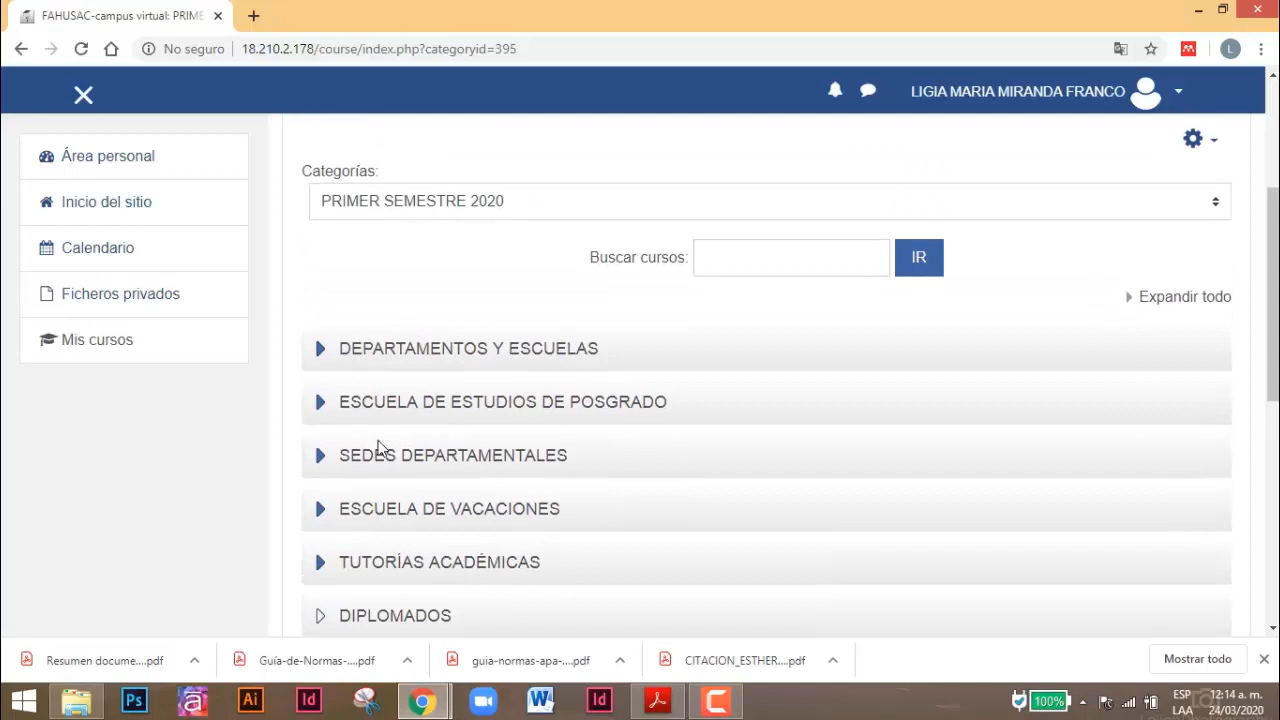 FAHUSAC-campus virtual: PRIME
No seguro
18.210.2.178/course/index.php?categoryid=395
L
LIGIA MARIA MIRANDA FRANCO
Área personal
Inicio del sitio
Calendario
Ficheros privados
Mis cursos
Categorías:
PRIMER SEMESTRE 2020
Buscar cursos:
IR
Expandir todo
DEPARTAMENTOS Y ESCUELAS
ESCUELA DE ESTUDIOS DE POSGRADO
SEDES DEPARTAMENTALES
ESCUELA DE VACACIONES
TUTORÍAS ACADÉMICAS
DIPLOMADOS
Resumen docume....pdf
Guía-de-Normas-....pdf
guia-normas-apa-....pdf
CITACION_ESTHER....pdf
Mostrar todo
Ps
Ai
Id
W
Id
100%
ESP
LAA
12:14 a. m.
24/03/2020